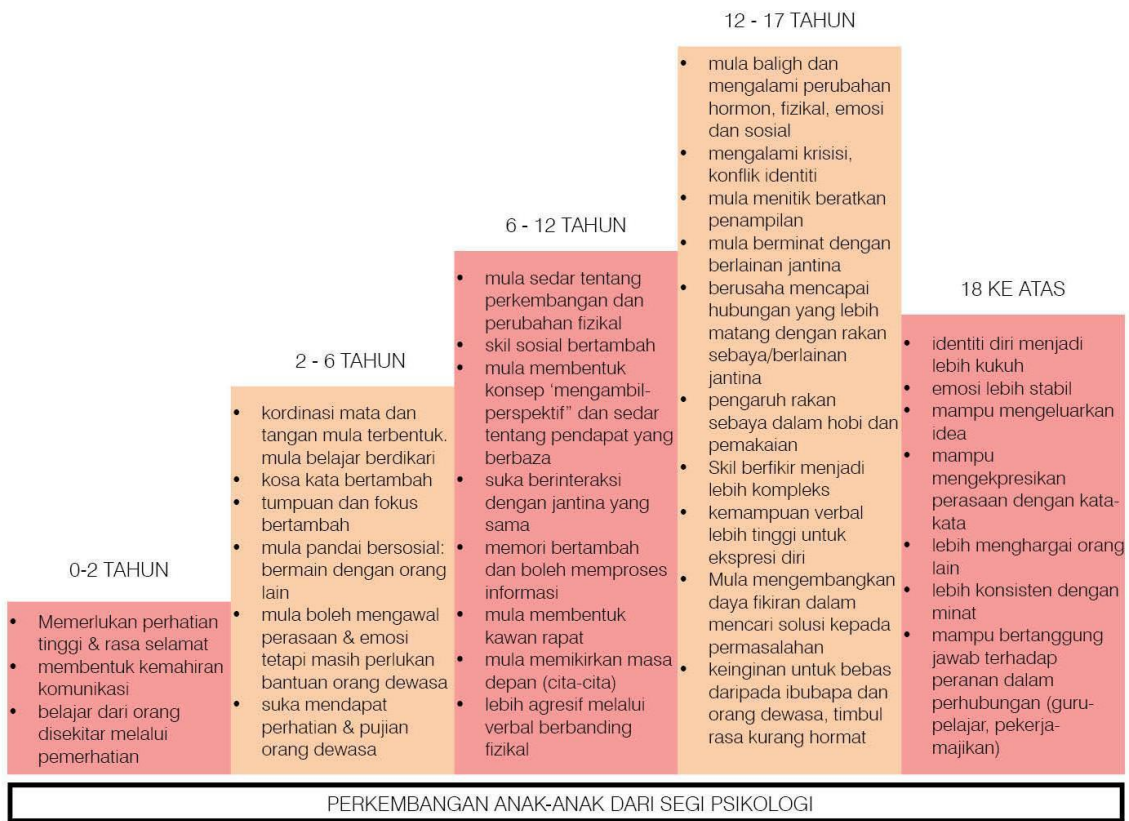 0-2 TAHUN
• Memerlukan perhatian
tinggi & rasa selamat
• membentuk kemahiran
komunikasi
• belajar dari orang
disekitar melalui
pemerhatian
2 - 6 TAHUN
• kordinasi mata dan
tangan mula terbentuk.
mula belajar berdikari
• kosa kata bertambah
• tumpuan dan fokus
bertambah
• mula pandai bersosial:
bermain dengan orang
lain
• mula boleh mengawal
perasaan & emosi
tetapi masih perlukan
bantuan orang dewasa
• suka mendapat
perhatian & pujian
orang dewasa
6 - 12 TAHUN
• mula sedar tentang
perkembangan dan
perubahan fizikal
• skil sosial bertambah
• mula membentuk
konsep ‘mengambil-
perspektif” dan sedar
tentang pendapat yang
berbaza
• suka berinteraksi
dengan jantina yang
sama
• memori bertambah
dan boleh memproses
informasi
• mula membentuk
kawan rapat
• mula memikirkan masa
depan (cita-cita)
• lebih agresif melalui
verbal berbanding
fizikal
12 - 17 TAHUN
• mula baligh dan
mengalami perubahan
hormon, fizikal, emosi
dan sosial
• mengalami krisisi,
konflik identiti
• mula menitik beratkan
penampilan
• mula berminat dengan
berlainan jantina
• berusaha mencapai
hubungan yang lebih
matang dengan rakan
sebaya/berlainan
jantina
• pengaruh rakan
sebaya dalam hobi dan
pemakaian
• Skil berfikir menjadi
lebih kompleks
• kemampuan verbal
lebih tinggi untuk
ekspresi diri
• Mula mengembangkan
daya fikiran dalam
mencari solusi kepada
permasalahan
• keinginan untuk bebas
daripada ibubapa dan
orang dewasa, timbul
rasa kurang hormat
18 KE ATAS
• identiti diri menjadi
lebih kukuh
• emosi lebih stabil
• mampu mengeluarkan
idea
• mampu
mengekpresikan
perasaan dengan kata-
kata
• lebih menghargai orang
lain
• lebih konsisten dengan
minat
• mampu bertanggung
jawab terhadap
peranan dalam
perhubungan (guru-
pelajar, pekerja-
majikan)
PERKEMBANGAN ANAK-ANAK DARI SEGI PSIKOLOGI